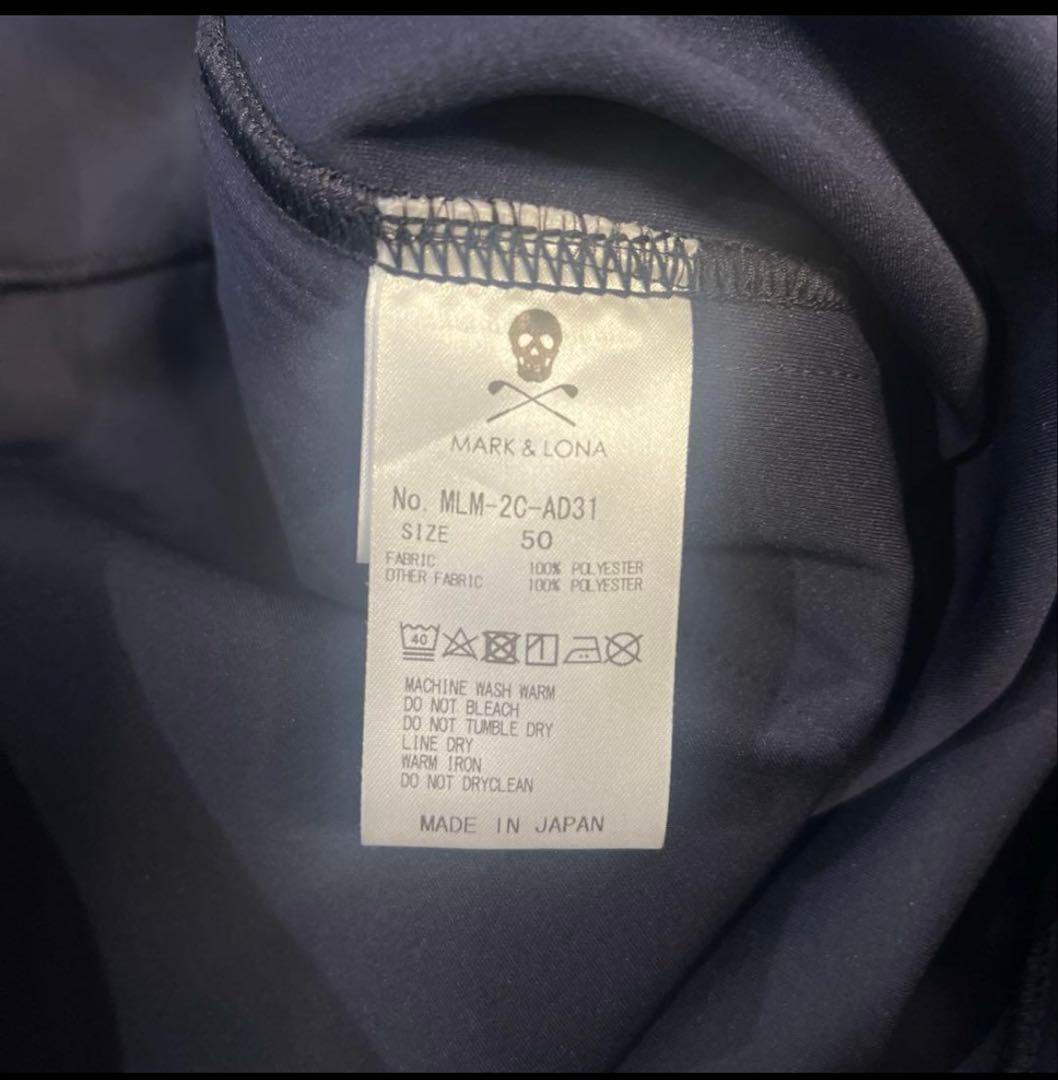 MARK & LONA
No. MLM-2C-AD31
SIZE 50
FABRIC 100% POLYESTER
OTHER FABRIC 100% POLYESTER
40
MACHINE WASH WARM
DO NOT BLEACH
DO NOT TUMBLE DRY
LINE DRY
WARM IRON
DO NOT DRYCLEAN
MADE IN JAPAN